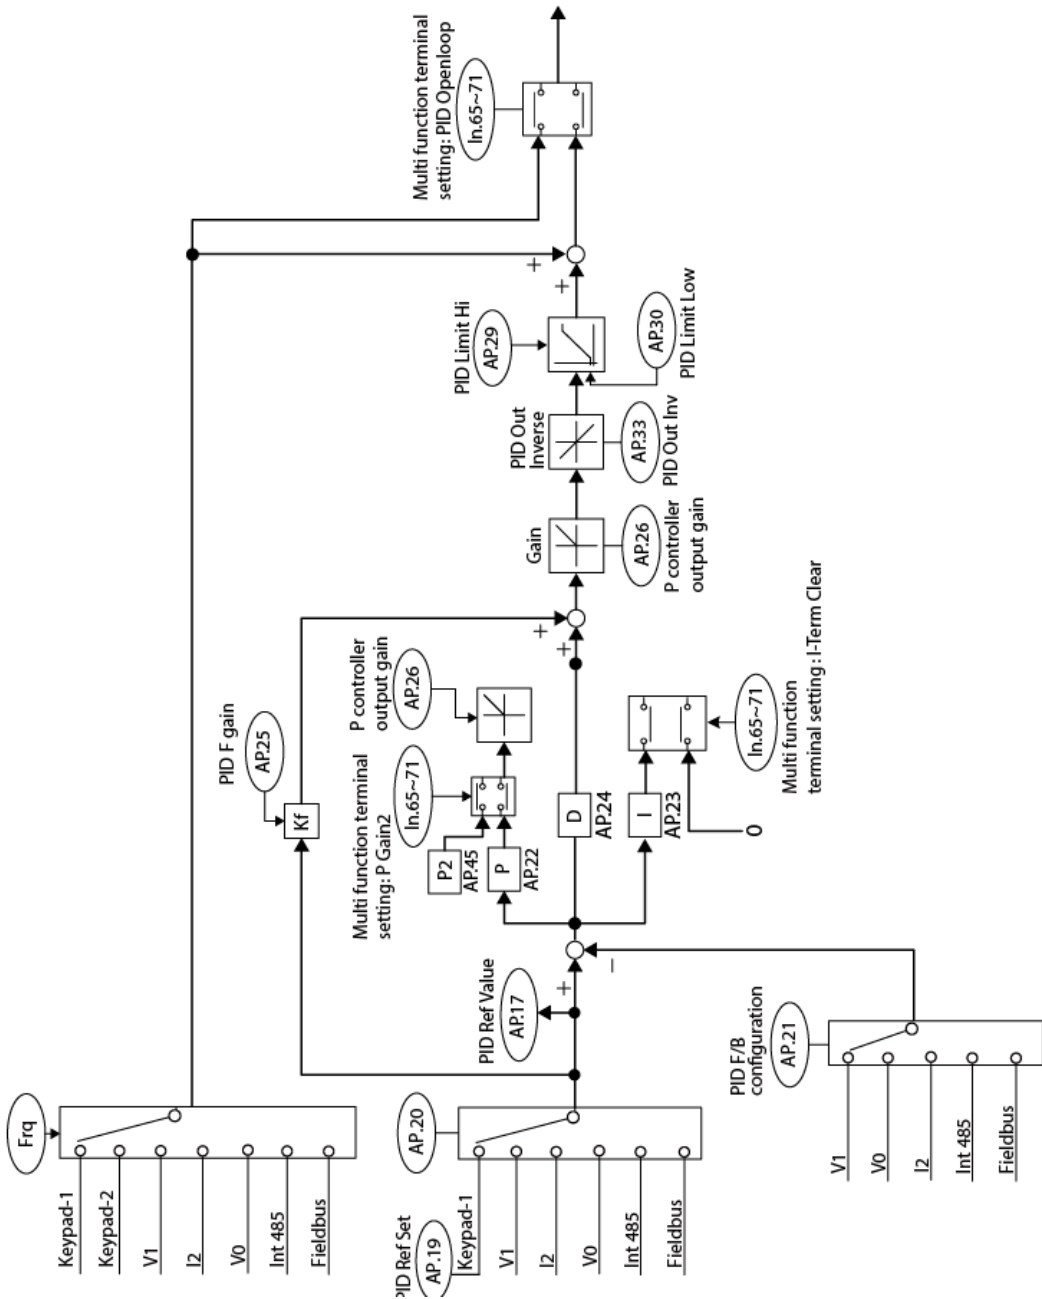 Frq
Keypad-1
Keypad-2
V1
I2
V0
Int 485
Fieldbus
PID Ref Set
AP.19
AP.20
Keypad-1
V1
I2
V0
Int 485
Fieldbus
PID F/B
configuration
AP.21
V1
V0
I2
Int 485
Fieldbus
PID Ref Value
AP.17
+
−
PID F gain
AP.25
Kf
Multi function terminal
setting: P Gain2
In.65~71
P2
AP.45
P
AP.22
P controller
output gain
AP.26
D
AP.24
I
AP.23
0
In.65~71
Multi function
terminal setting : I-Term Clear
+
+
Gain
AP.26
P controller
output gain
PID Out
Inverse
AP.33
PID Out Inv
PID Limit Hi
AP.29
AP.30
PID Limit Low
+
+
Multi function terminal
setting: PID Openloop
In.65~71